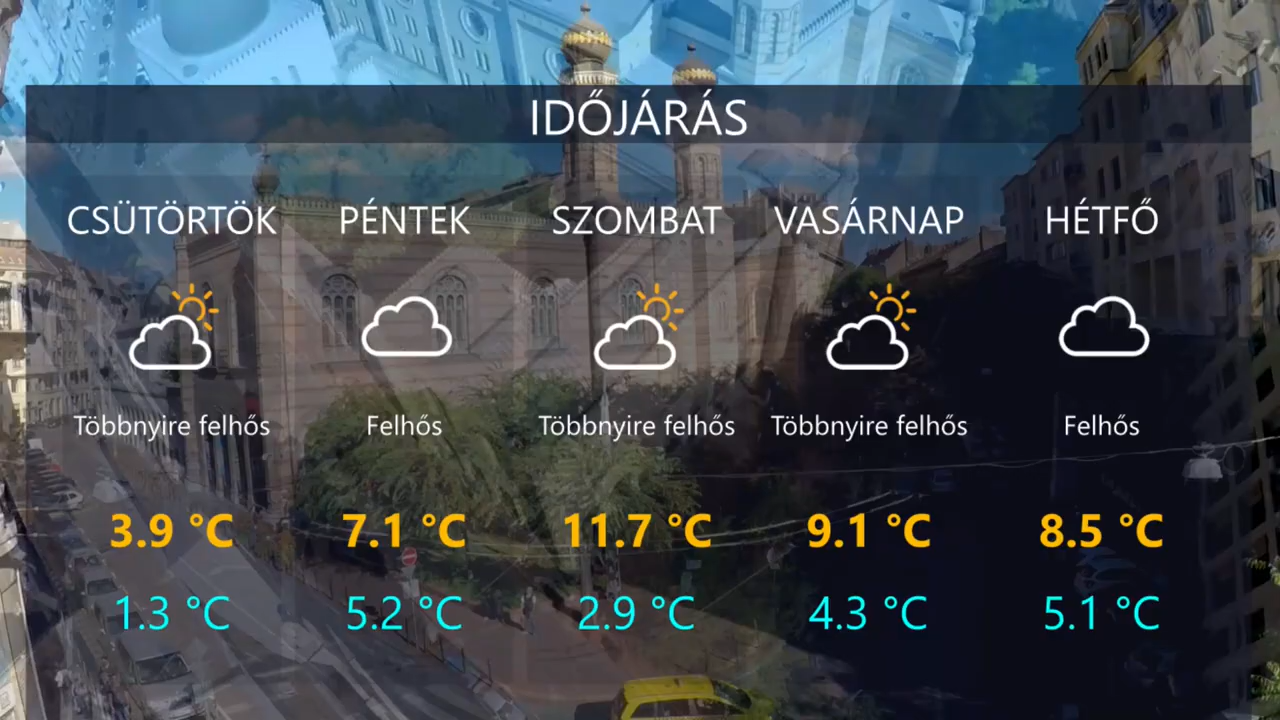 IDŐJÁRÁS
CSÜTÖRTÖK PÉNTEK SZOMBAT VASÁRNAP HÉTFŐ
Többnyire felhős Felhős Többnyire felhős Többnyire felhős Felhős
3.9 °C 7.1 °C 11.7 °C 9.1 °C 8.5 °C
1.3 °C 5.2 °C 2.9 °C 4.3 °C 5.1 °C